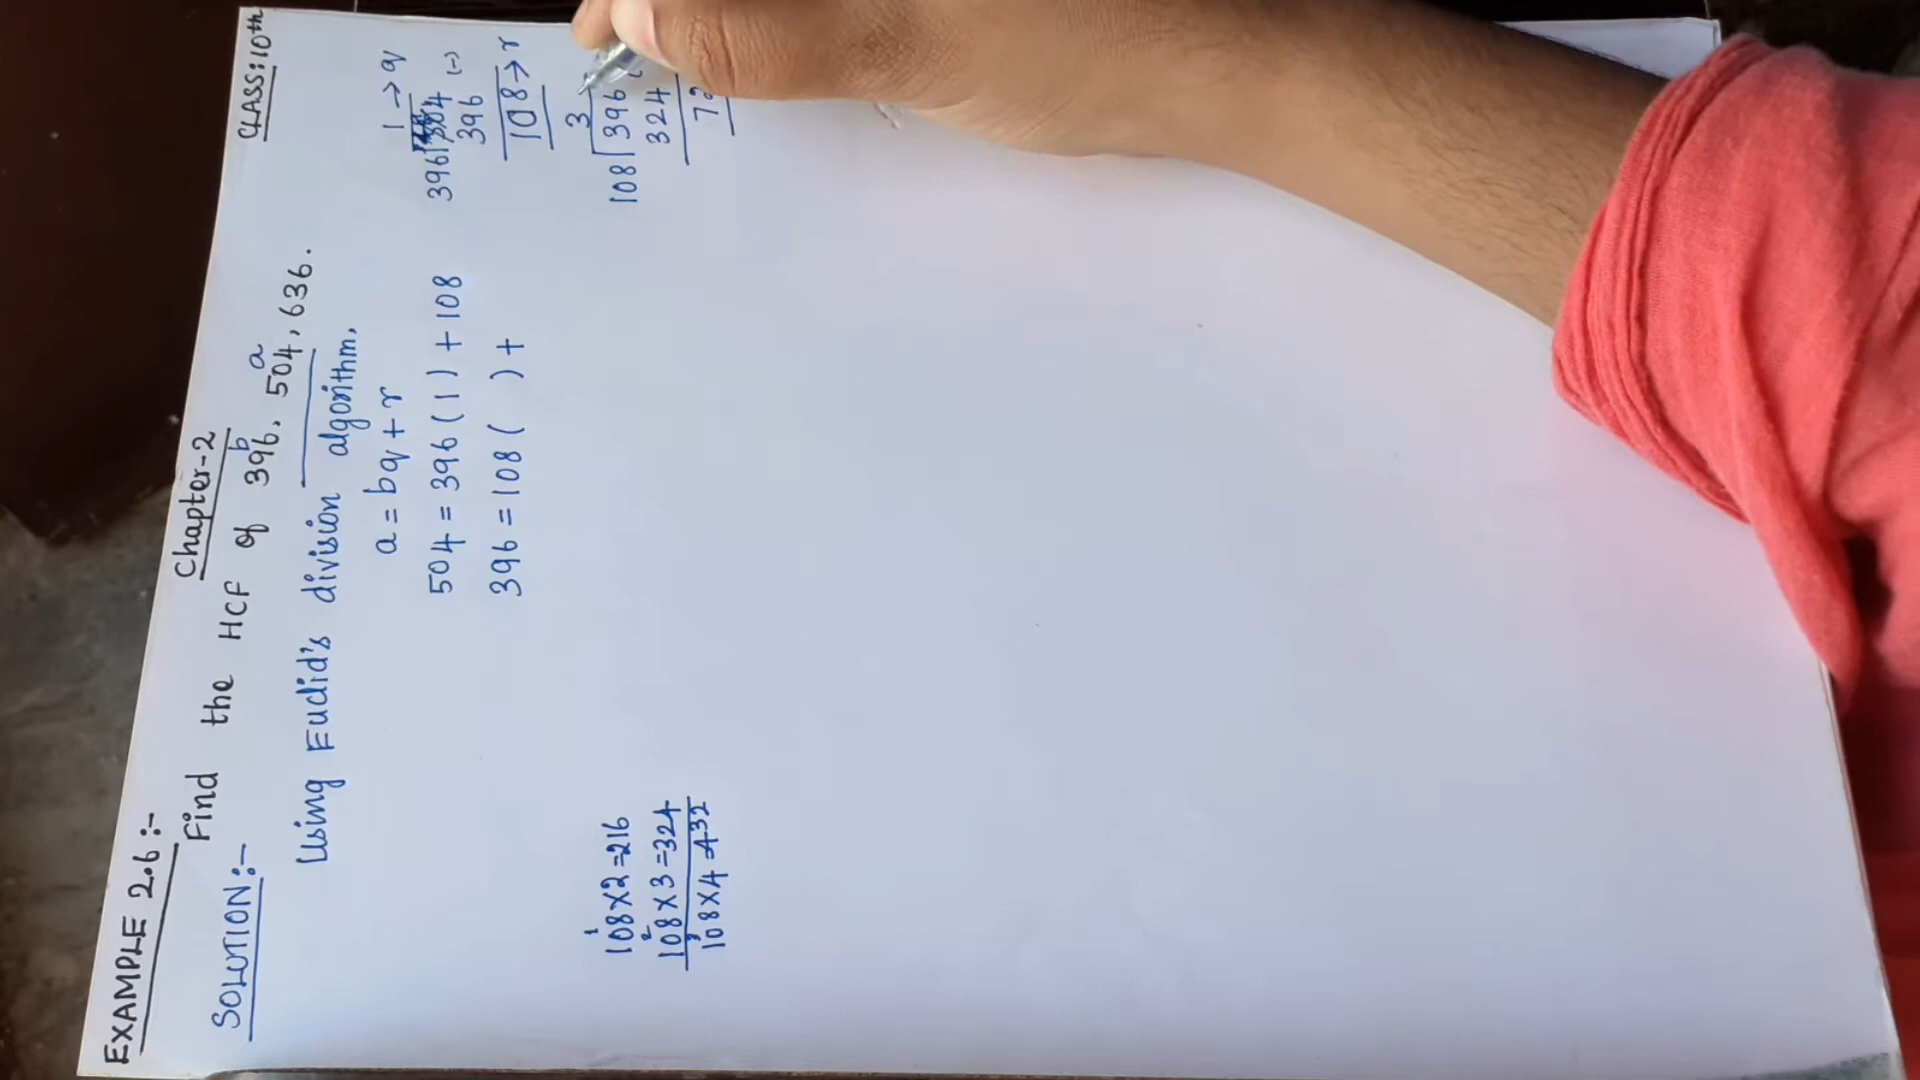 CLASS: 10th
Chapter-2
EXAMPLE 2.6:-
Find the HCF of 396, 504, 636.
b a
SOLUTION:-
Using Euclid's division algorithm.
a = bq + r
504 = 396 ( 1 ) + 108
396 = 108 (    ) +
1 → q
396 504
396 (-)
108 → r
3
108 396
324
72
108 × 2 = 216
108 × 3 = 324
108 × 4 = 432